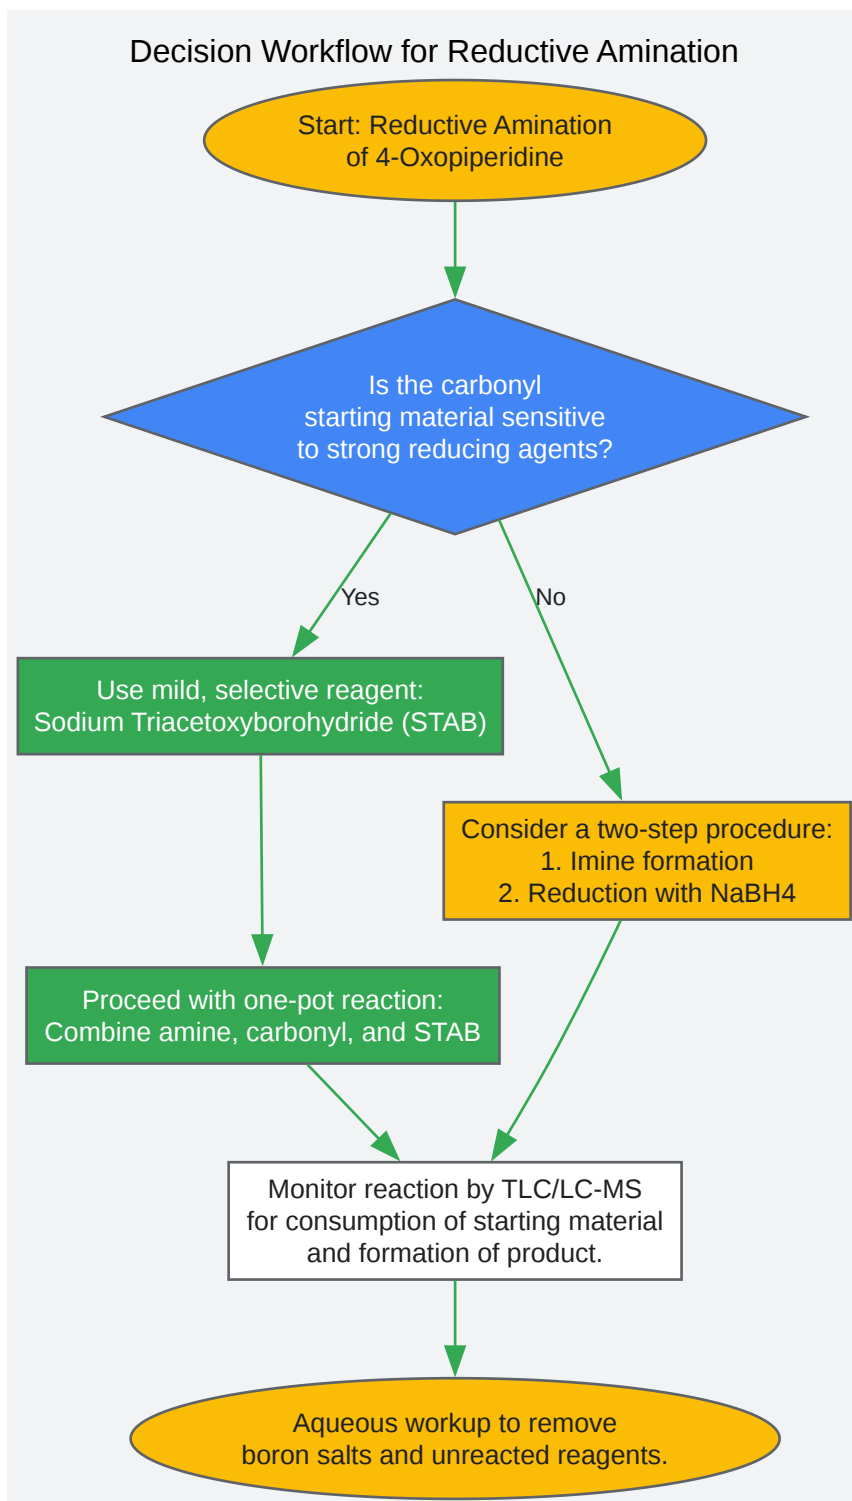 Decision Workflow for Reductive Amination
Start: Reductive Amination
of 4-Oxopiperidine
Is the carbonyl
starting material sensitive
to strong reducing agents?
Yes
No
Use mild, selective reagent:
Sodium Triacetoxyborohydride (STAB)
Consider a two-step procedure:
1. Imine formation
2. Reduction with NaBH4
Proceed with one-pot reaction:
Combine amine, carbonyl, and STAB
Monitor reaction by TLC/LC-MS
for consumption of starting material
and formation of product.
Aqueous workup to remove
boron salts and unreacted reagents.